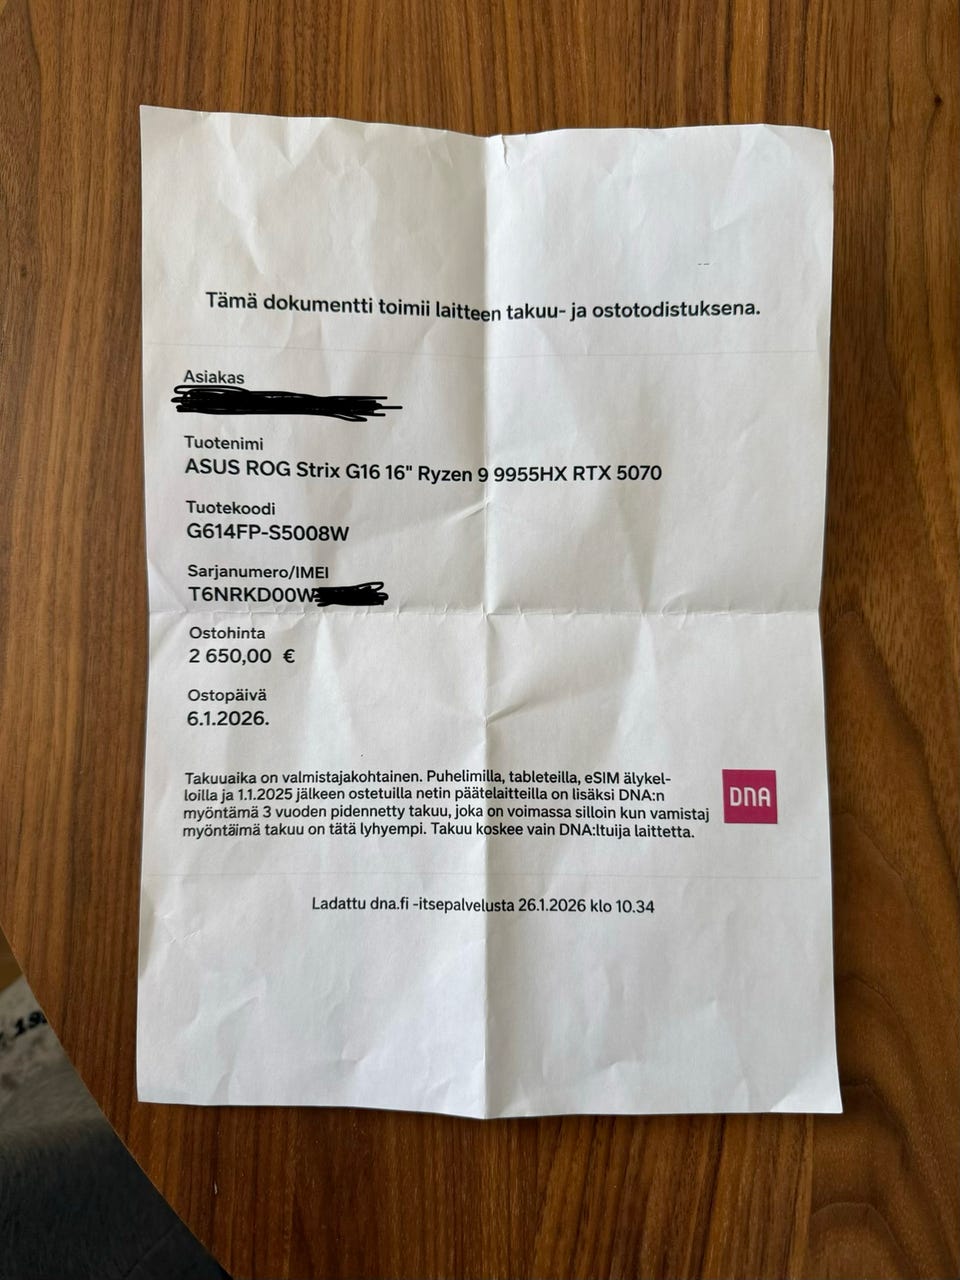 Tämä dokumentti toimii laitteen takuu- ja ostotodistuksena.
Asiakas
Tuotenimi
ASUS ROG Strix G16 16" Ryzen 9 9955HX RTX 5070
Tuotekoodi
G614FP-S5008W
Sarjanumero/IMEI
T6NRKD00W
Ostohinta
2 650,00 €
Ostopäivä
6.1.2026.
Takuuaika on valmistajakohtainen. Puhelimilla, tableteilla, eSIM älykel-
loilla ja 1.1.2025 jälkeen ostetuilla netin päätelaitteilla on lisäksi DNA:n
myöntämä 3 vuoden pidennetty takuu, joka on voimassa silloin kun vamistaj
myöntäimä takuu on tätä lyhyempi. Takuu koskee vain DNA:ltuija laittetta.
DNA
Ladattu dna.fi -itsepalvelusta 26.1.2026 klo 10.34